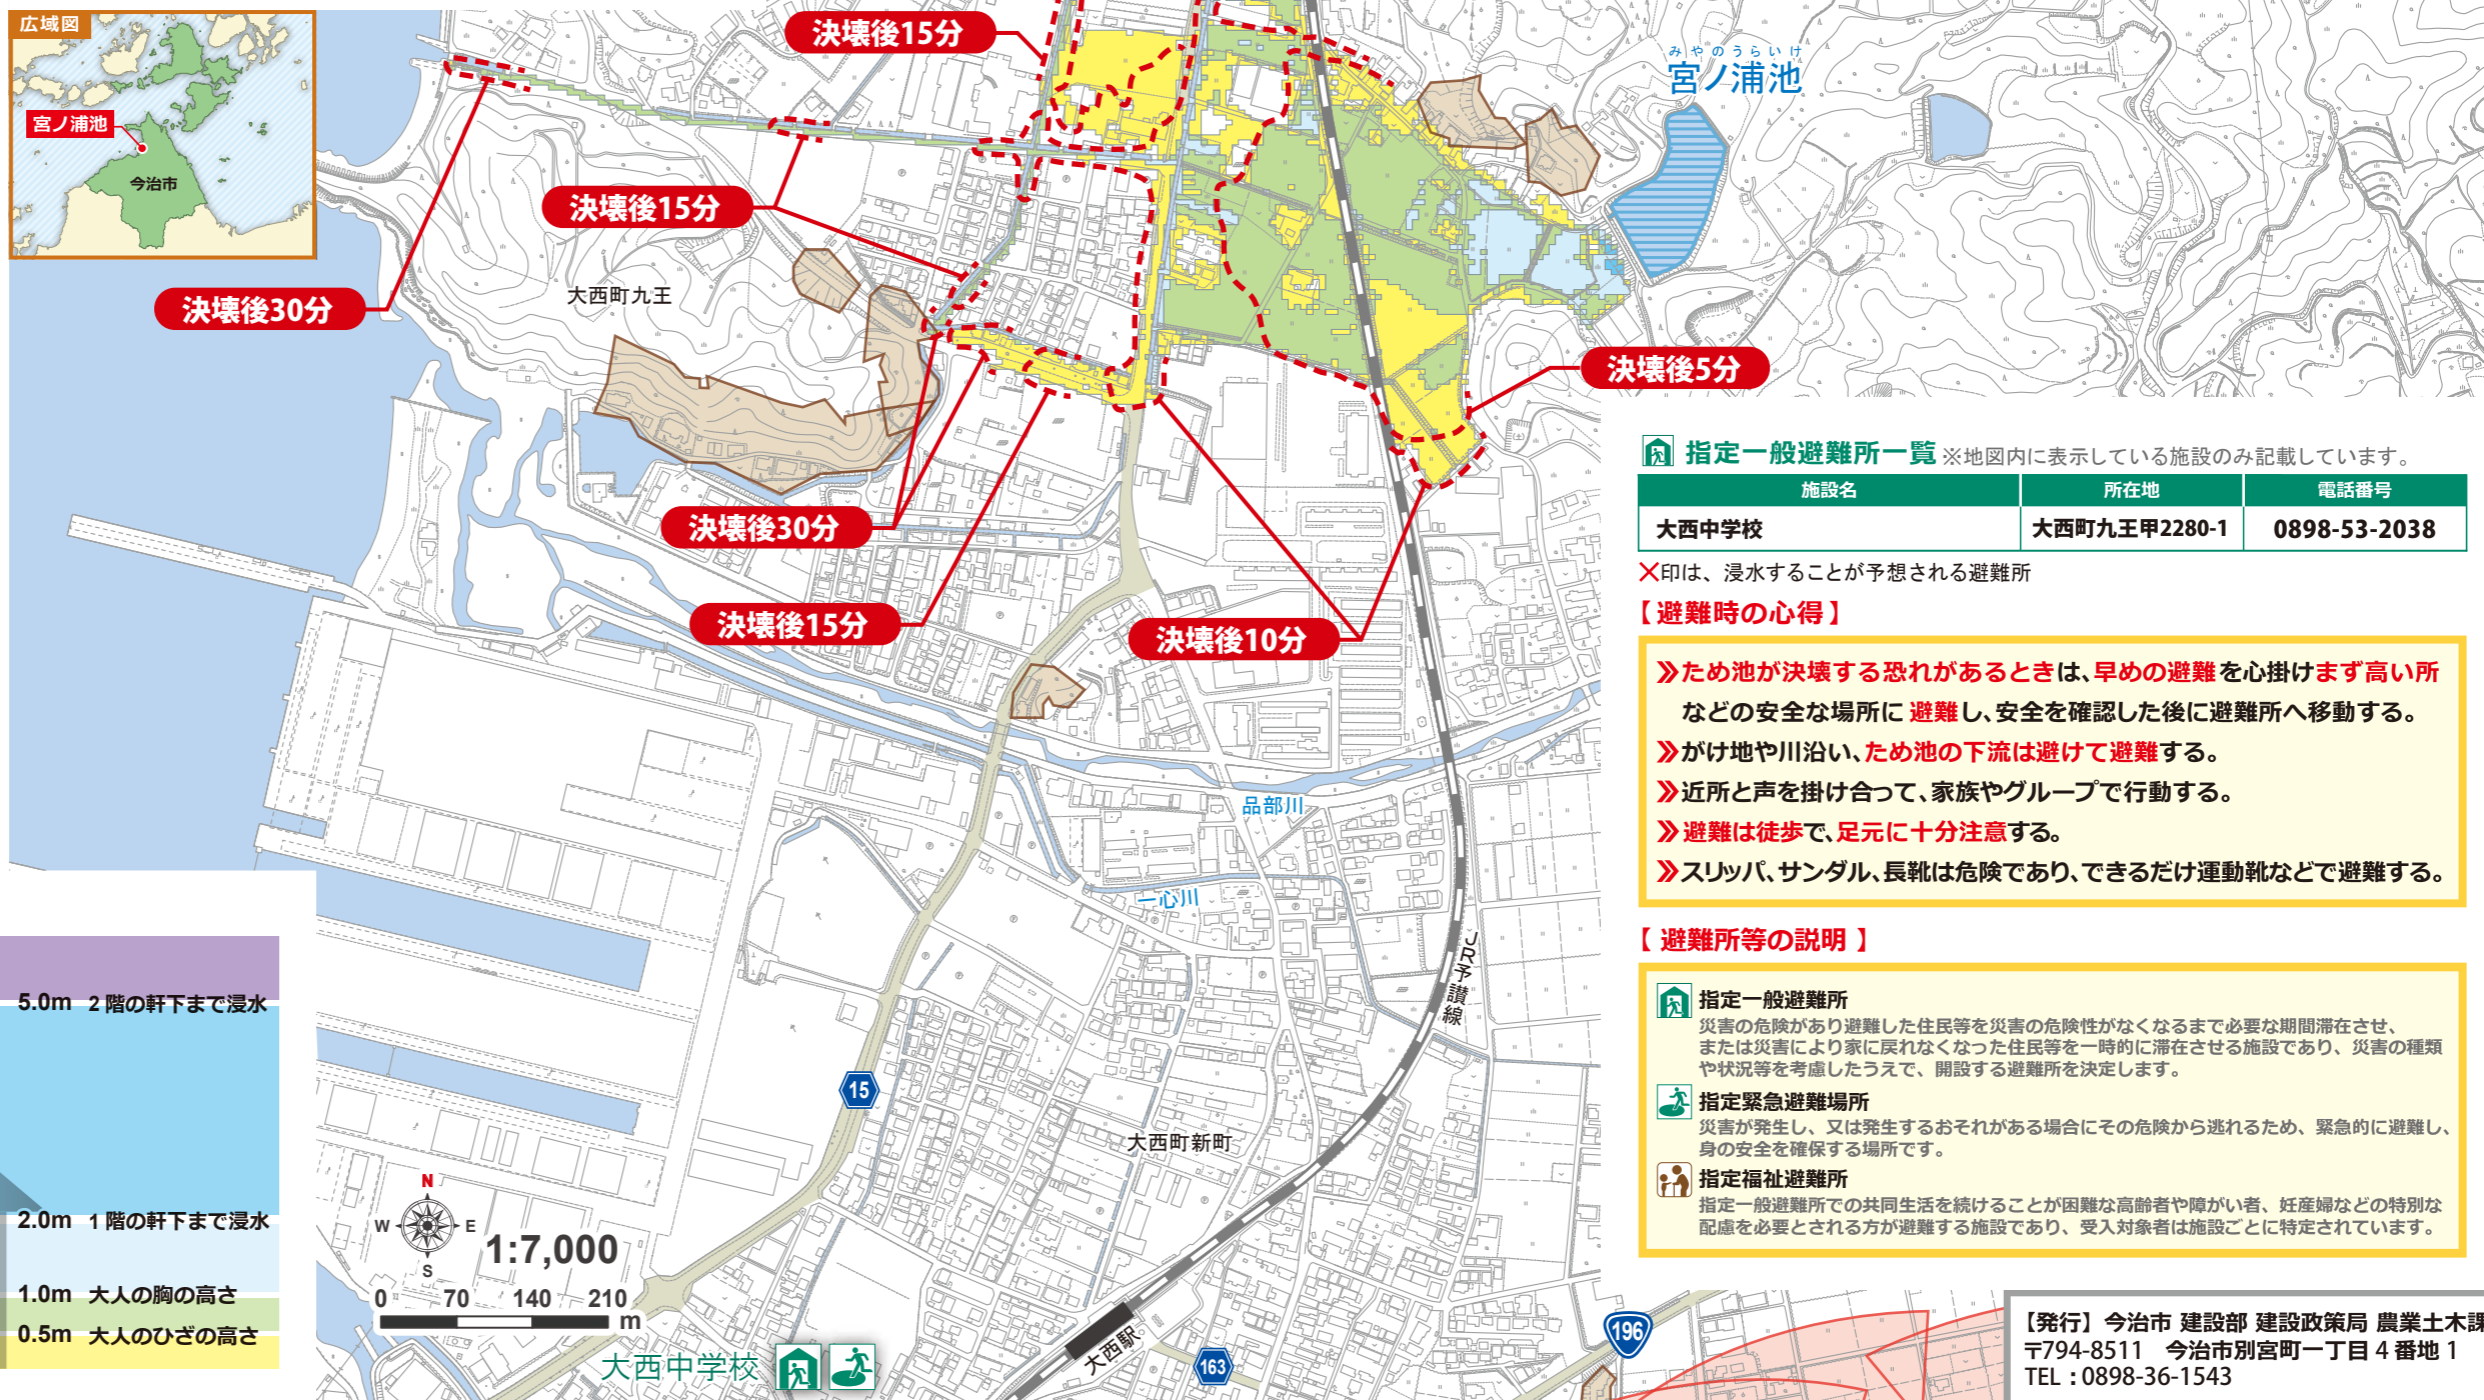 広域図
宮ノ浦池
今治市
決壊後15分
みやのうらいけ
宮ノ浦池
決壊後15分
大西町九王
決壊後30分
決壊後5分
決壊後30分
決壊後15分
決壊後10分
品部川
一心川
JR予讃線
15
大西町新町
大西駅
163
196
大西中学校
N
W E
S
1:7,000
0 70 140 210
m
5.0m 2階の軒下まで浸水
2.0m 1階の軒下まで浸水
1.0m 大人の胸の高さ
0.5m 大人のひざの高さ
指定一般避難所一覧 ※地図内に表示している施設のみ記載しています。
施設名 所在地 電話番号
大西中学校 大西町九王甲2280-1 0898-53-2038
×印は、浸水することが予想される避難所
【避難時の心得】
≫ため池が決壊する恐れがあるときは、早めの避難を心掛けまず高い所
などの安全な場所に避難し、安全を確認した後に避難所へ移動する。
≫がけ地や川沿い、ため池の下流は避けて避難する。
≫近所と声を掛け合って、家族やグループで行動する。
≫避難は徒歩で、足元に十分注意する。
≫スリッパ、サンダル、長靴は危険であり、できるだけ運動靴などで避難する。
【 避難所等の説明 】
指定一般避難所
災害の危険があり避難した住民等を災害の危険性がなくなるまで必要な期間滞在させ、
または災害により家に戻れなくなった住民等を一時的に滞在させる施設であり、災害の種類
や状況等を考慮したうえで、開設する避難所を決定します。
指定緊急避難場所
災害が発生し、又は発生するおそれがある場合にその危険から逃れるため、緊急的に避難し、
身の安全を確保する場所です。
指定福祉避難所
指定一般避難所での共同生活を続けることが困難な高齢者や障がい者、妊産婦などの特別な
配慮を必要とされる方が避難する施設であり、受入対象者は施設ごとに特定されています。
【発行】今治市 建設部 建設政策局 農業土木課
〒794-8511 今治市別宮町一丁目4番地1
TEL：0898-36-1543